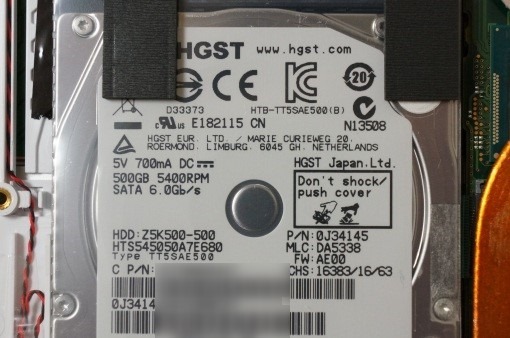 HGST www.hgst.com
CE 20
D33373 HTB-TT5SAE500(B)
c us E182115 CN N13508
HGST EUR. LTD / MARIE CURIEWEG 20
ROERMOND. LIMBURG. 6045 GH. NETHERLANDS
5V 700mA DC
500GB 5400RPM
SATA 6.0Gb/s
HGST Japan.Ltd.
Don't shock/
push cover
HDD:Z5K500-500
HTS545050A7E680
Type TT5SAE500
C P/N:
0J3414
P/N:0J34145
MLC:DA5338
FW:AE00
CHS:16383/16/63